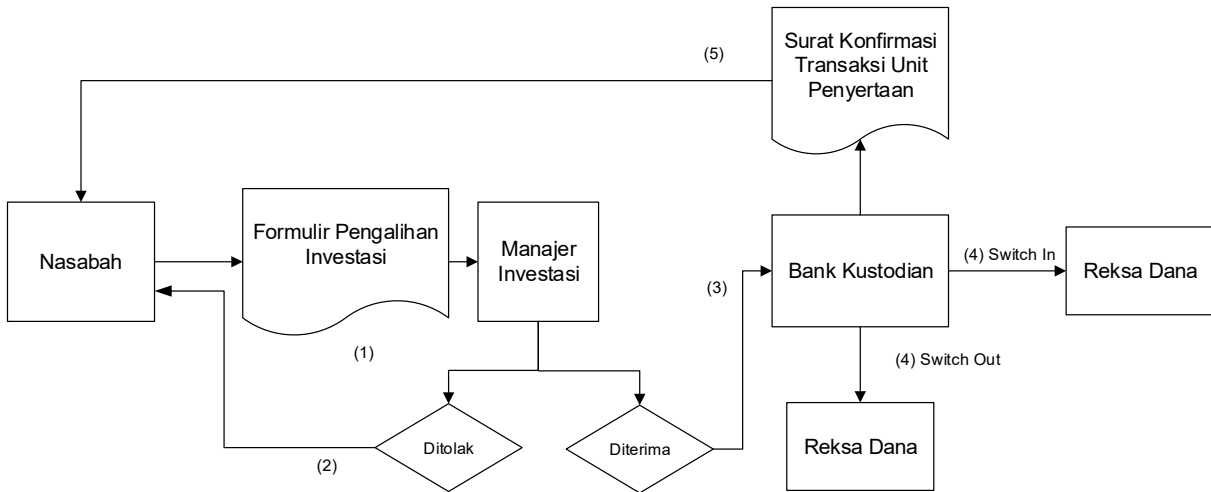 Surat Konfirmasi
Transaksi Unit
Penyertaan
(5)
Nasabah
Formulir Pengalihan
Investasi
(1)
Manajer
Investasi
(2)
Ditolak
Diterima
(3)
Bank Kustodian
(4) Switch In
Reksa Dana
(4) Switch Out
Reksa Dana